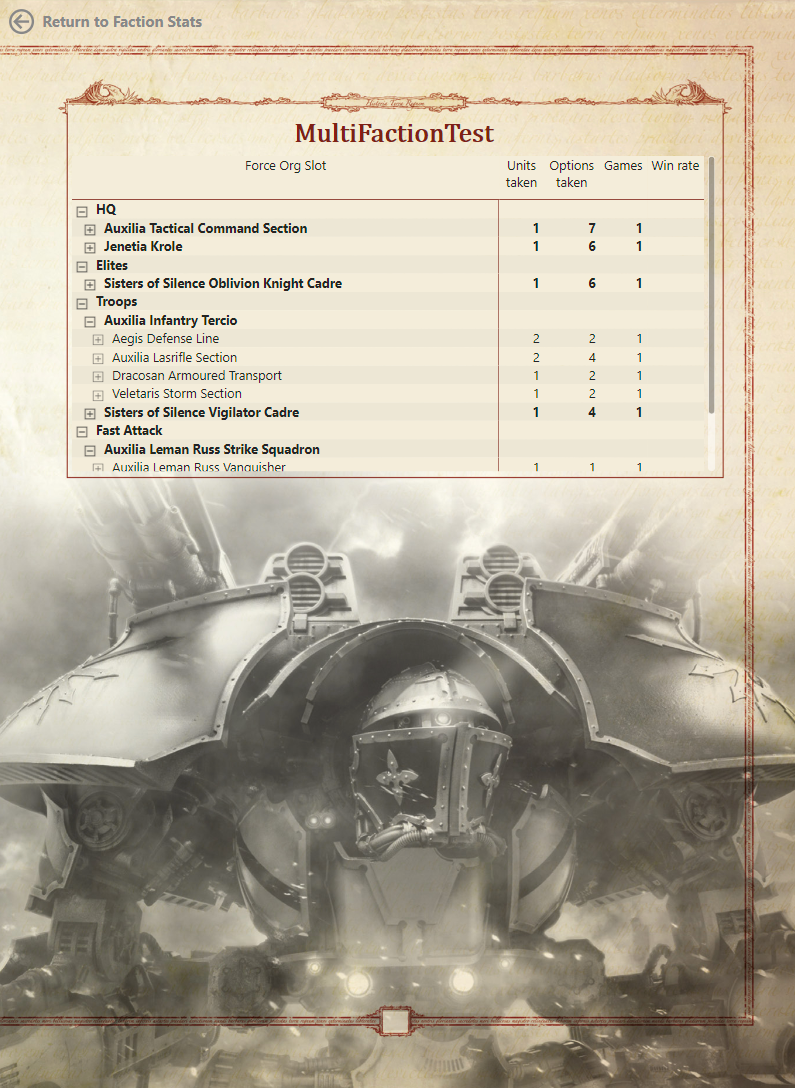 Return to Faction Stats
MultiFactionTest
Force Org Slot Units taken Options taken Games Win rate
HQ
Auxilia Tactical Command Section 1 7 1
Jenetia Krole 1 6 1
Elites
Sisters of Silence Oblivion Knight Cadre 1 6 1
Troops
Auxilia Infantry Tercio
Aegis Defense Line 2 2 1
Auxilia Lasrifle Section 2 4 1
Dracosan Armoured Transport 1 2 1
Veletaris Storm Section 1 2 1
Sisters of Silence Vigilator Cadre 1 4 1
Fast Attack
Auxilia Leman Russ Strike Squadron
Auxilia Leman Russ Vanquisher 1 1 1